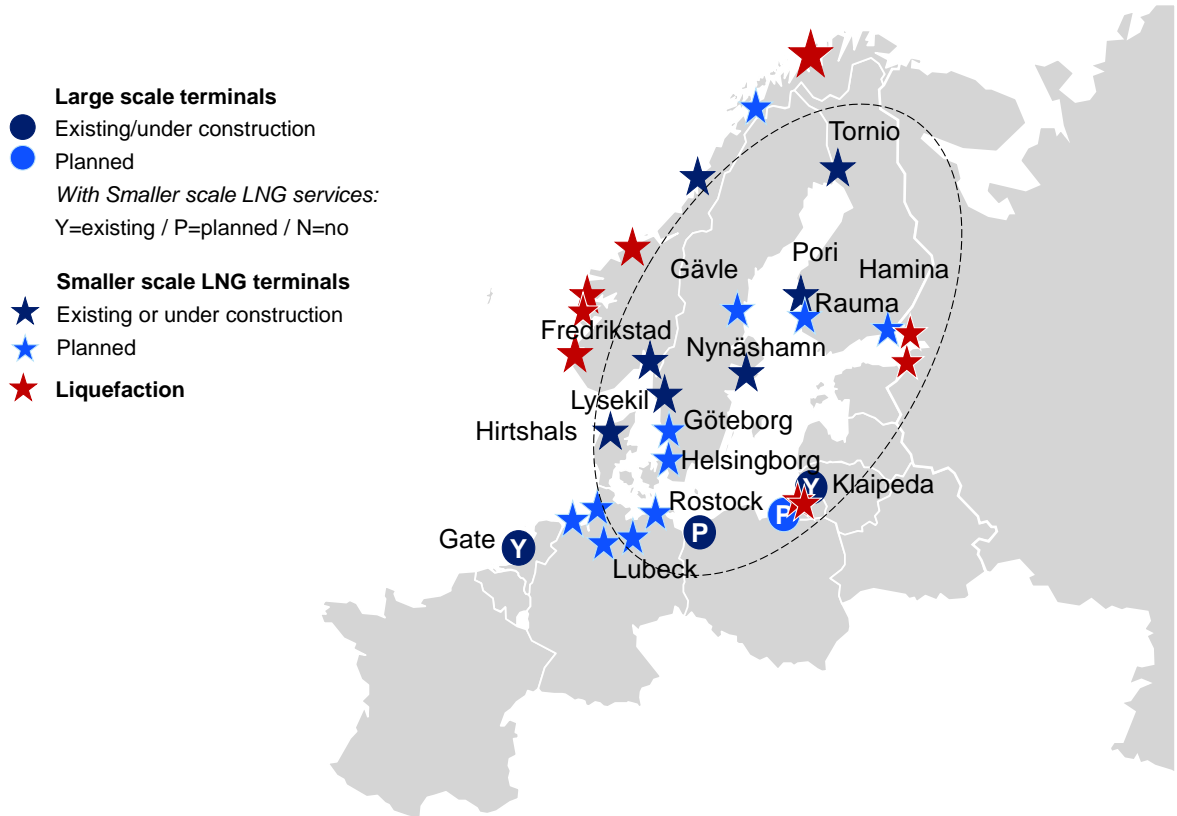 Large scale terminals
Existing/under construction
Planned
With Smaller scale LNG services:
Y=existing / P=planned / N=no
Smaller scale LNG terminals
Existing or under construction
Planned
Liquefaction
Tornio
Pori
Gävle
Hamina
Rauma
Fredrikstad
Nynäshamn
Lysekil
Göteborg
Hirtshals
Helsingborg
Y
Klaipeda
Rostock
P
P
Gate
Y
Lubeck